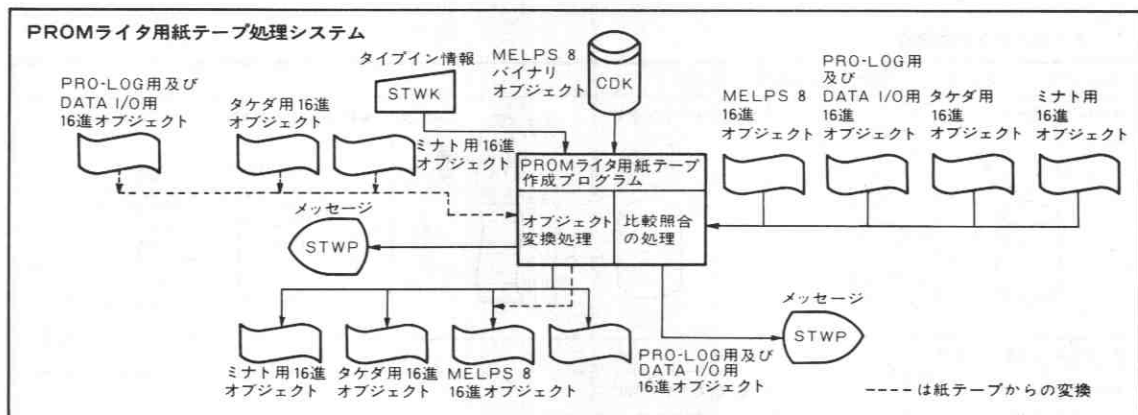 PROMライタ用紙テープ処理システム
タイプイン情報
STWK
MELPS 8
バイナリ
オブジェクト
CDK
PRO-LOG用及び
DATA I/O用
16進オブジェクト
タケダ用16進
オブジェクト
ミナト用16進
オブジェクト
MELPS 8
16進
オブジェクト
PRO-LOG用
及び
DATA I/O用
16進
オブジェクト
タケダ用
16進
オブジェクト
ミナト用
16進
オブジェクト
PROMライタ用紙テープ
作成プログラム
オブジェクト
変換処理
比較照合
の処理
メッセージ
STWP
メッセージ
STWP
ミナト用16進
オブジェクト
タケダ用16進
オブジェクト
MELPS 8
16進オブジェクト
PRO-LOG用及び
DATA I/O用
16進オブジェクト
----は紙テープからの変換